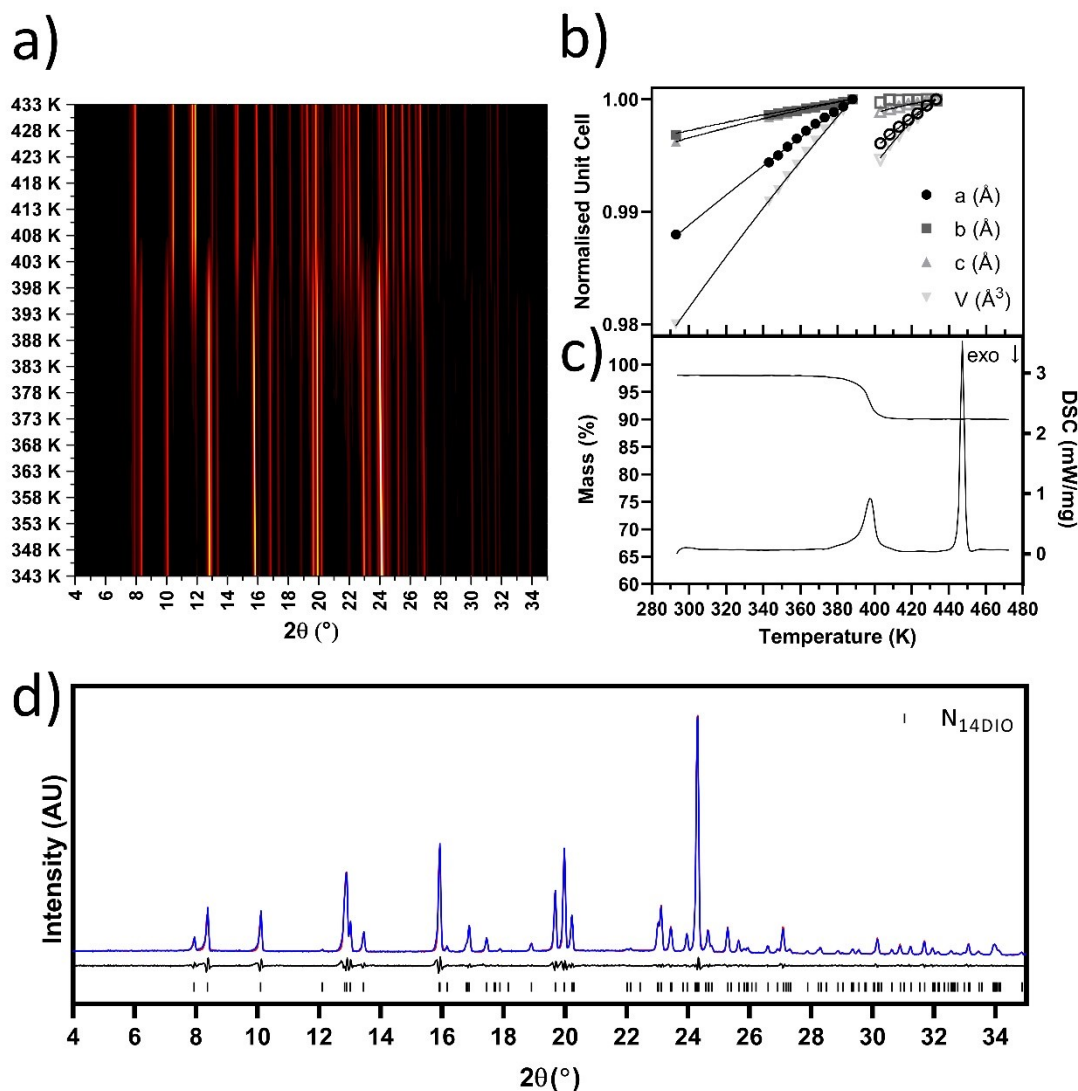 a)
433 K
428 K
423 K
418 K
413 K
408 K
403 K
398 K
393 K
388 K
383 K
378 K
373 K
368 K
363 K
358 K
353 K
348 K
343 K
4 6 8 10 12 14 16 18 20 22 24 26 28 30 32 34
2θ (°)
b)
Normalised Unit Cell
1.00
0.99
0.98
a (Å)
b (Å)
c (Å)
V (Å³)
c)
exo ↓
Mass (%)
100
95
90
85
80
75
70
65
60
3
2
1
0
DSC (mW/mg)
280 300 320 340 360 380 400 420 440 460 480
Temperature (K)
d)
N14DIO
Intensity (AU)
4 6 8 10 12 14 16 18 20 22 24 26 28 30 32 34
2θ(°)